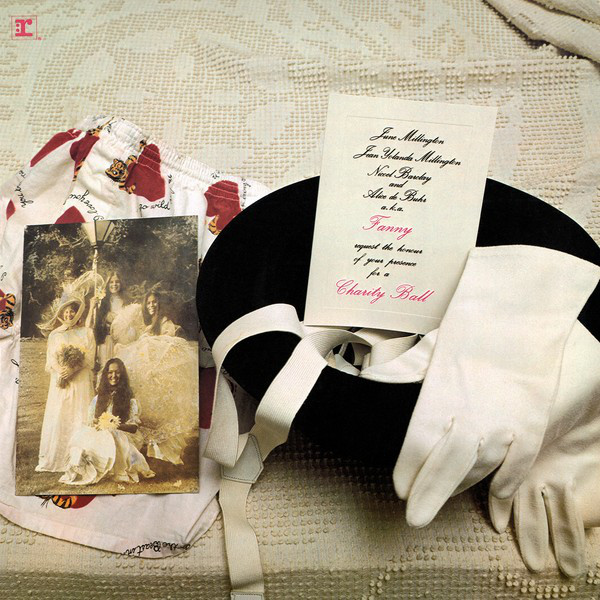 June Millington
Jean Yolanda Millington
Nicol Barclay
and
Alice de Buhr
a.k.a.
Fanny
request the honour
of your presence
for a
Charity Ball